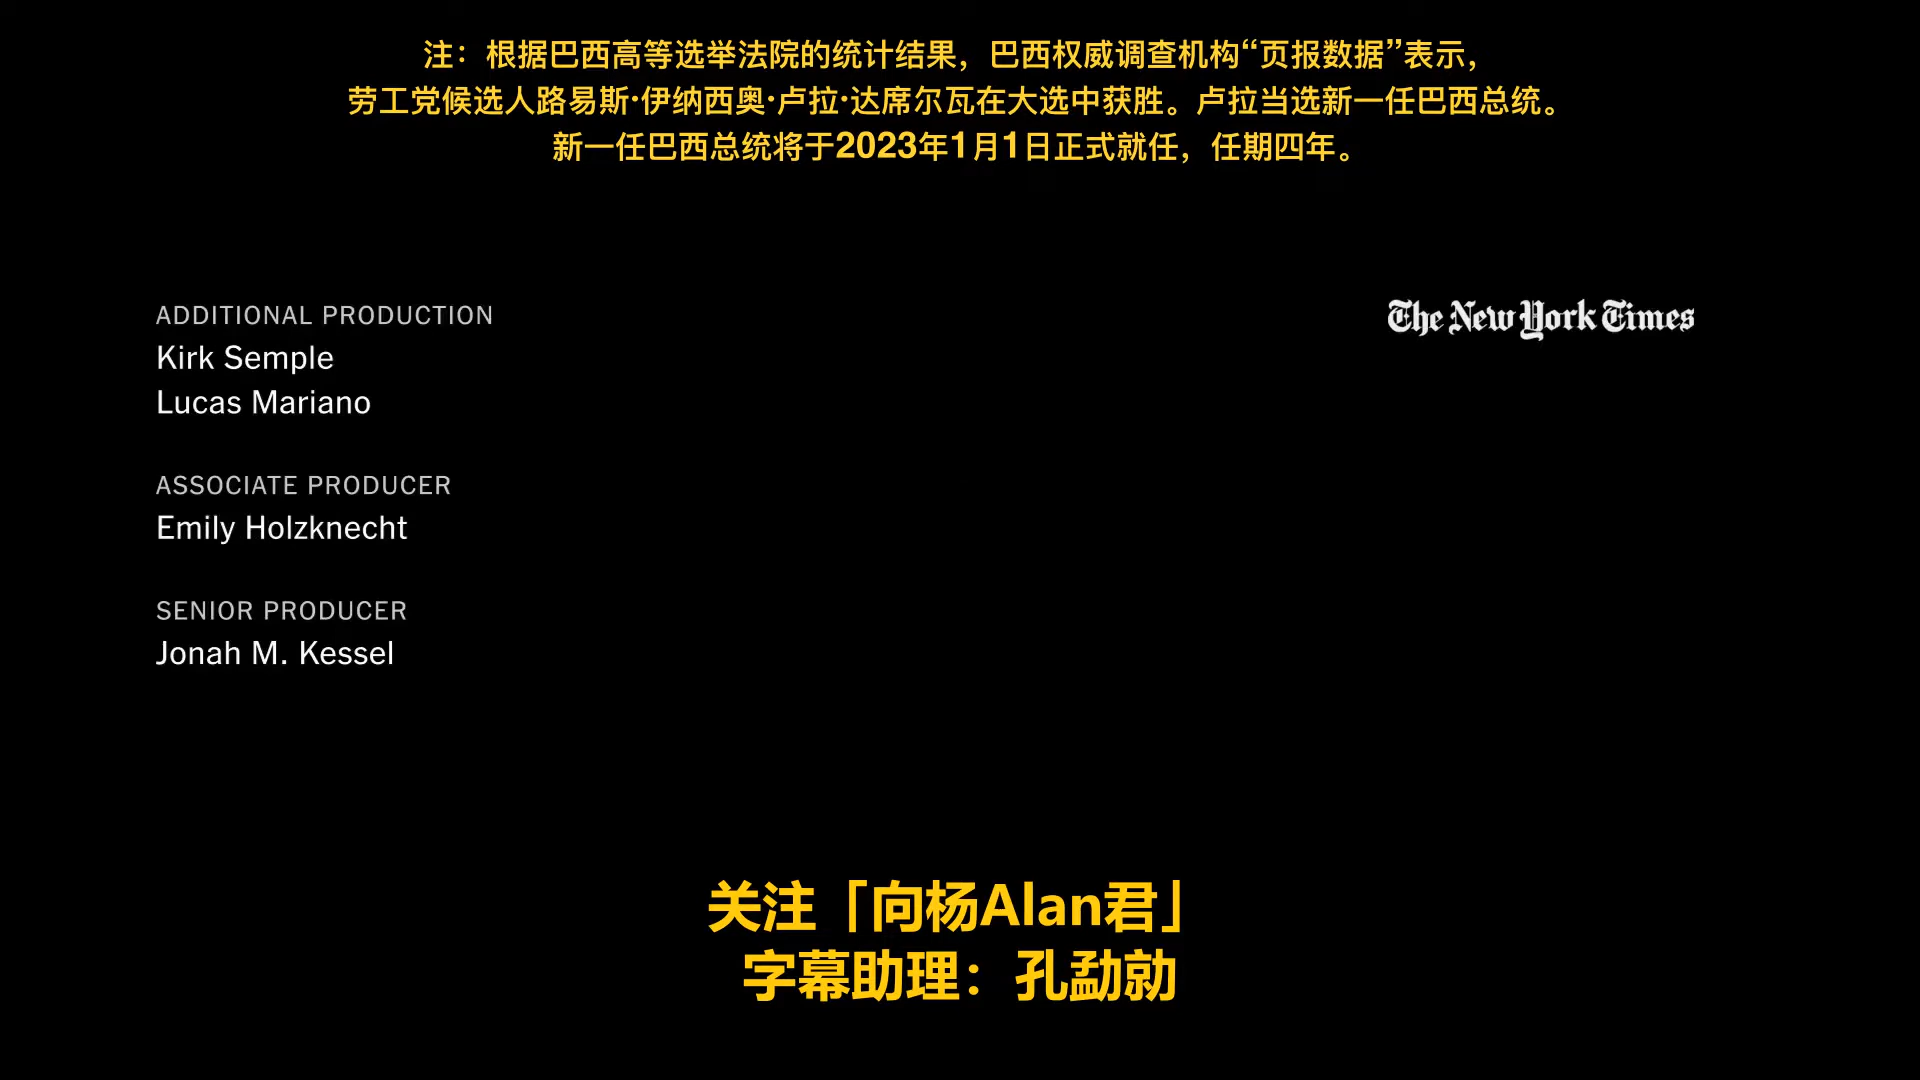 注：根据巴西高等选举法院的统计结果，巴西权威调查机构“页报数据”表示，
劳工党候选人路易斯·伊纳西奥·卢拉·达席尔瓦在大选中获胜。卢拉当选新一任巴西总统。
新一任巴西总统将于2023年1月1日正式就任，任期四年。
The New York Times
ADDITIONAL PRODUCTION
Kirk Semple
Lucas Mariano
ASSOCIATE PRODUCER
Emily Holzknecht
SENIOR PRODUCER
Jonah M. Kessel
关注「向杨Alan君」
字幕助理：孔勐勍